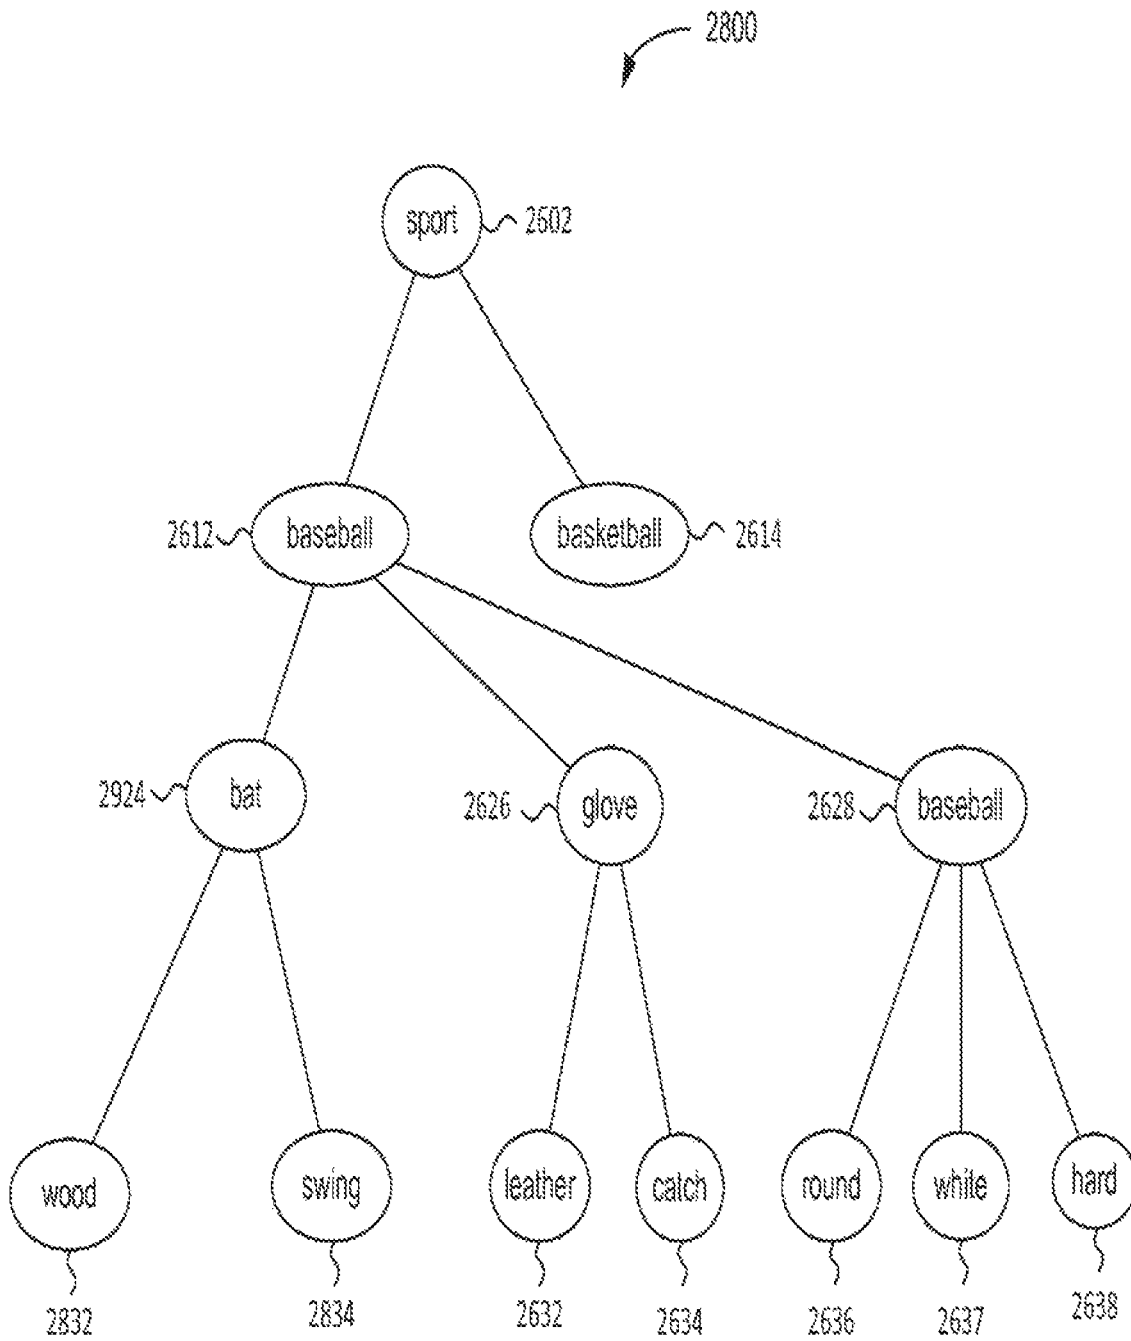 2800
sport 2602
2612 baseball basketball 2614
2924 bat 2626 glove 2628 baseball
wood swing leather catch round white hard
2832 2834 2632 2634 2636 2637 2638